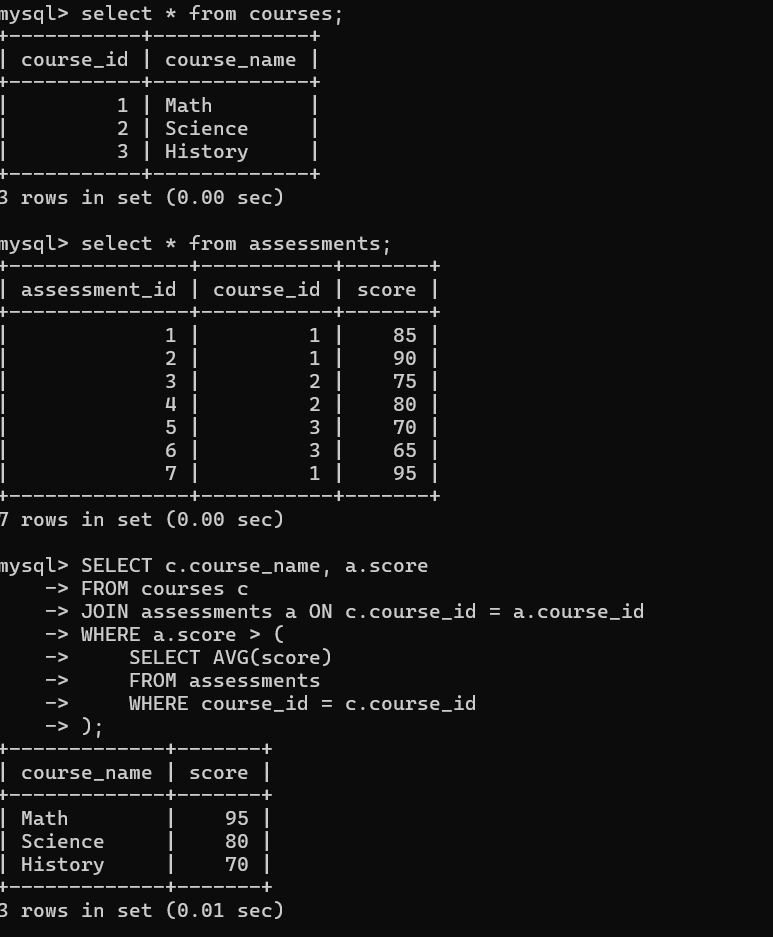 mysql> select * from courses;
+-----------+-------------+
| course_id | course_name |
+-----------+-------------+
|         1 | Math        |
|         2 | Science     |
|         3 | History     |
+-----------+-------------+
3 rows in set (0.00 sec)

mysql> select * from assessments;
+---------------+-----------+-------+
| assessment_id | course_id | score |
+---------------+-----------+-------+
|             1 |         1 |    85 |
|             2 |         1 |    90 |
|             3 |         2 |    75 |
|             4 |         2 |    80 |
|             5 |         3 |    70 |
|             6 |         3 |    65 |
|             7 |         1 |    95 |
+---------------+-----------+-------+
7 rows in set (0.00 sec)

mysql> SELECT c.course_name, a.score
    -> FROM courses c
    -> JOIN assessments a ON c.course_id = a.course_id
    -> WHERE a.score > (
    ->     SELECT AVG(score)
    ->     FROM assessments
    ->     WHERE course_id = c.course_id
    -> );
+-------------+-------+
| course_name | score |
+-------------+-------+
| Math        |    95 |
| Science     |    80 |
| History     |    70 |
+-------------+-------+
3 rows in set (0.01 sec)